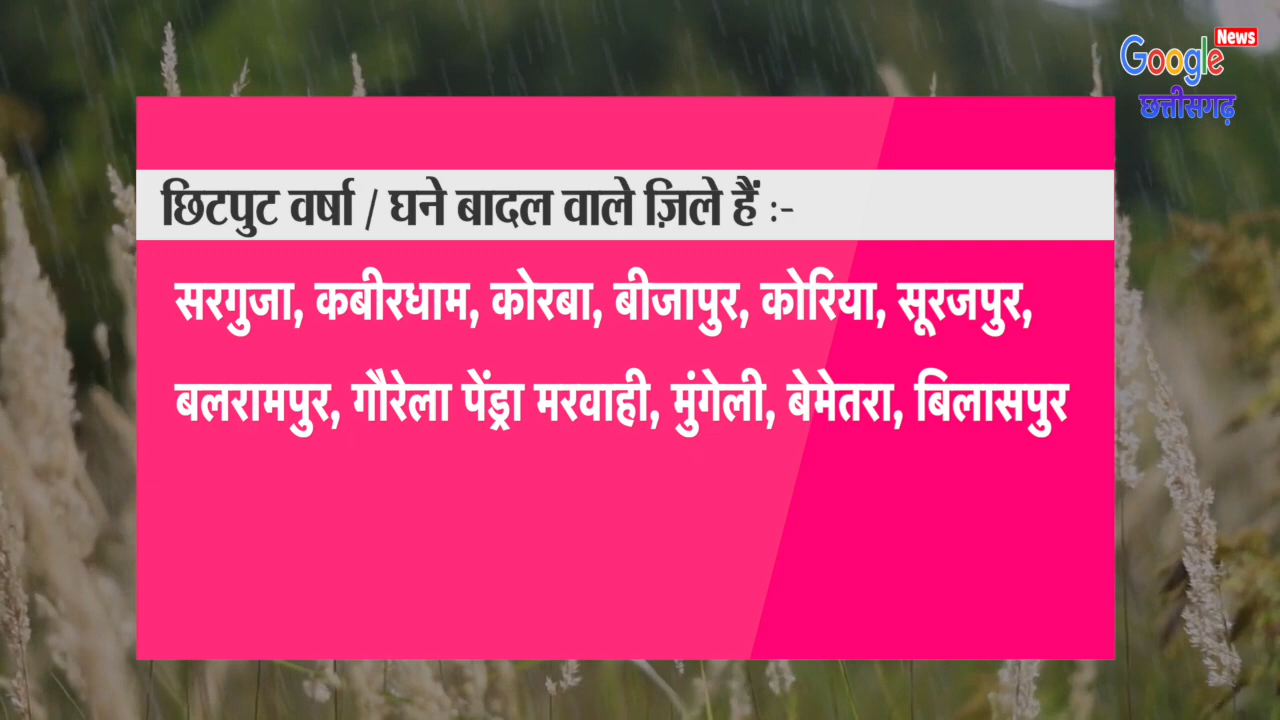 Google News
छत्तीसगढ़
छिटपुट वर्षा / घने बादल वाले ज़िले हैं :-
सरगुजा, कबीरधाम, कोरबा, बीजापुर, कोरिया, सूरजपुर,
बलरामपुर, गौरेला पेंड्रा मरवाही, मुंगेली, बेमेतरा, बिलासपुर